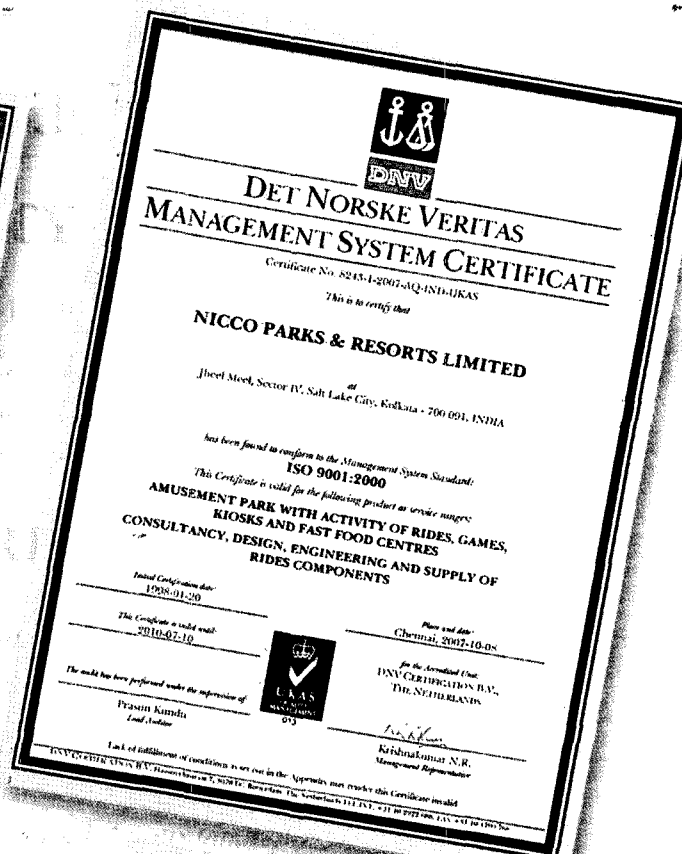 DNV
DET NORSKE VERITAS
MANAGEMENT SYSTEM CERTIFICATE
Certificate No. 8243-1-2007-AQ-IND-UKAS
This is to certify that
NICCO PARKS & RESORTS LIMITED
at
Jheel Meel, Sector IV, Salt Lake City, Kolkata - 700 091, INDIA
has been found to conform to the Management System Standard:
ISO 9001:2000
This Certificate is valid for the following product or service ranges:
AMUSEMENT PARK WITH ACTIVITY OF RIDES, GAMES,
KIOSKS AND FAST FOOD CENTRES
CONSULTANCY, DESIGN, ENGINEERING AND SUPPLY OF
RIDES COMPONENTS
Initial Certification date:
1998-01-20
This Certificate is valid until:
2010-07-10
The audit has been performed under the supervision of
Prasun Kundu
Lead Auditor
UKAS
QUALITY
MANAGEMENT
013
Place and date:
Chennai, 2007-10-08
for the Accredited Unit:
DNV CERTIFICATION B.V.,
THE NETHERLANDS
Krishnakumar N.R.
Management Representative
Lack of fulfilment of conditions as set out in the Appendix may render this Certificate invalid
DNV CERTIFICATION B.V.